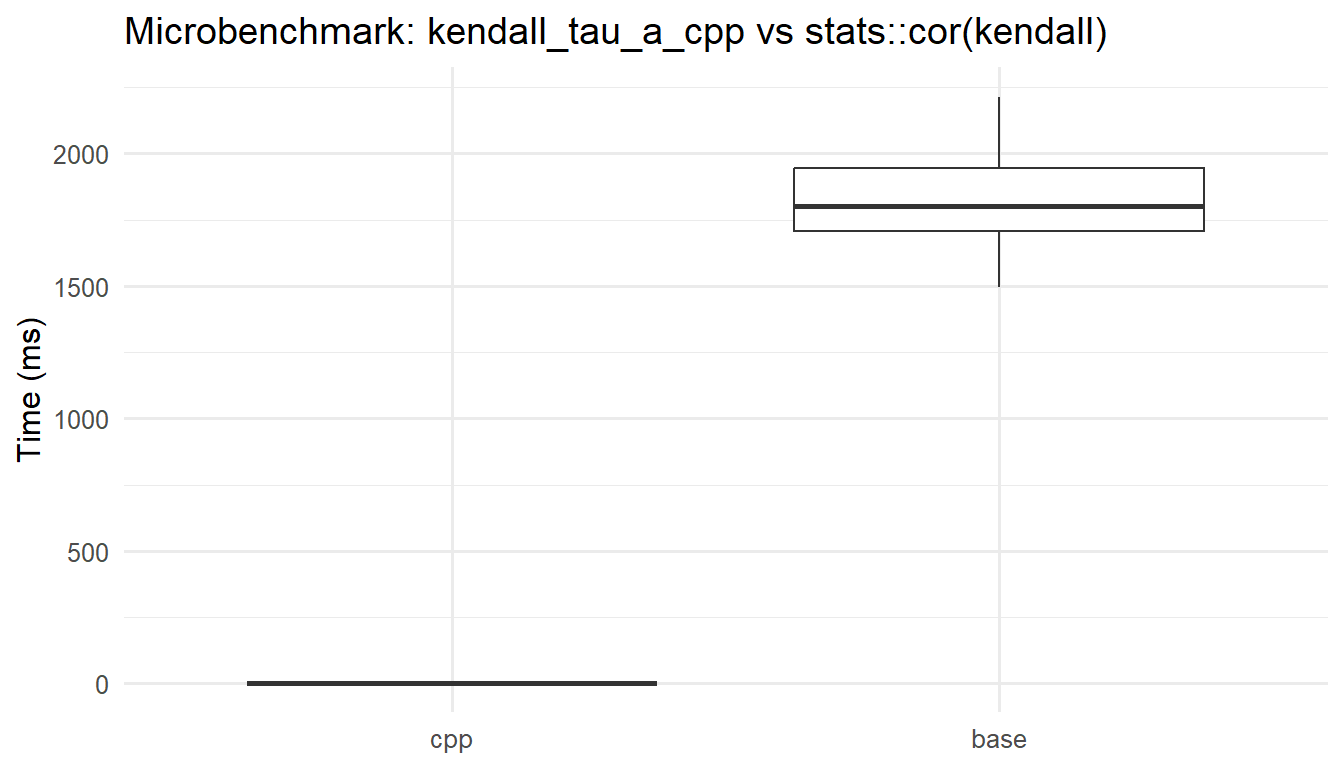 Microbenchmark: kendall_tau_a_cpp vs stats::cor(kendall)
Time (ms)
2000
1500
1000
500
0
cpp
base